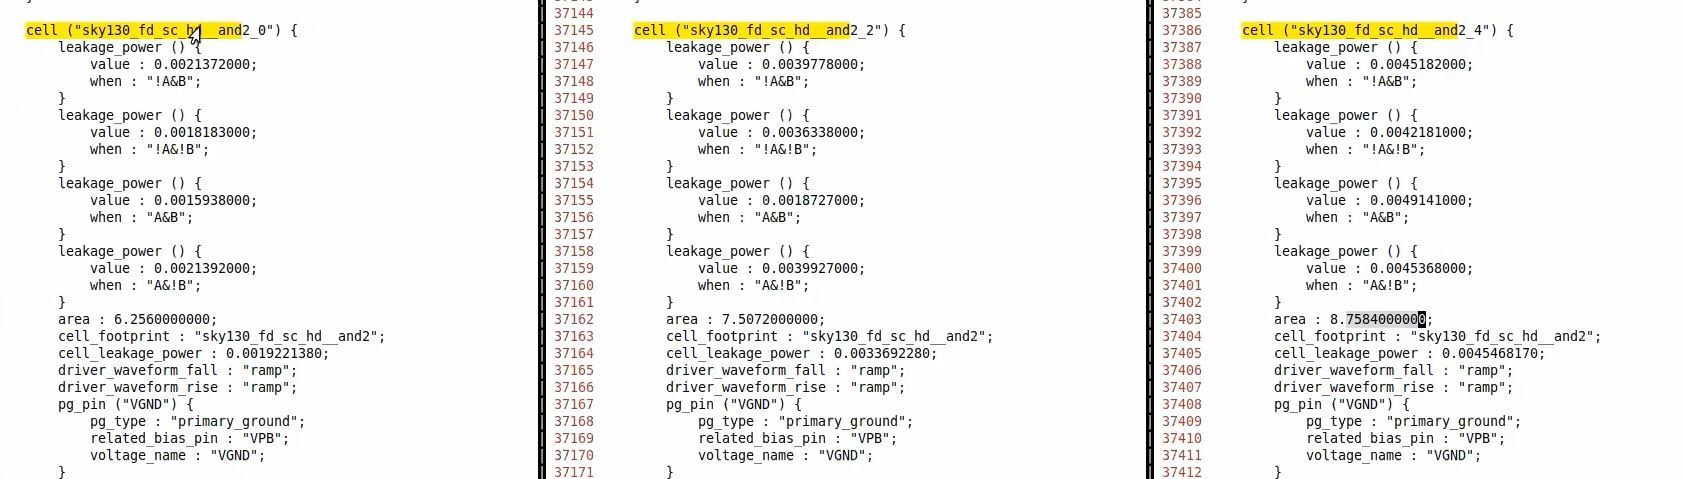 cell ("sky130_fd_sc_hd__and2_0") {
leakage_power () {
value : 0.0021372000;
when : "!A&B";
}
leakage_power () {
value : 0.0018183000;
when : "!A&!B";
}
leakage_power () {
value : 0.0015938000;
when : "A&B";
}
leakage_power () {
value : 0.0021392000;
when : "A&!B";
}
area : 6.2560000000;
cell_footprint : "sky130_fd_sc_hd__and2";
cell_leakage_power : 0.0019221380;
driver_waveform_fall : "ramp";
driver_waveform_rise : "ramp";
pg_pin ("VGND") {
pg_type : "primary_ground";
related_bias_pin : "VPB";
voltage_name : "VGND";
}
37144
37145 cell ("sky130_fd_sc_hd__and2_2") {
37146 leakage_power () {
37147 value : 0.0039778000;
37148 when : "!A&B";
37149 }
37150 leakage_power () {
37151 value : 0.0036338000;
37152 when : "!A&!B";
37153 }
37154 leakage_power () {
37155 value : 0.0018727000;
37156 when : "A&B";
37157 }
37158 leakage_power () {
37159 value : 0.0039927000;
37160 when : "A&!B";
37161 }
37162 area : 7.5072000000;
37163 cell_footprint : "sky130_fd_sc_hd__and2";
37164 cell_leakage_power : 0.0033692280;
37165 driver_waveform_fall : "ramp";
37166 driver_waveform_rise : "ramp";
37167 pg_pin ("VGND") {
37168 pg_type : "primary_ground";
37169 related_bias_pin : "VPB";
37170 voltage_name : "VGND";
37171 }
37385
37386 cell ("sky130_fd_sc_hd__and2_4") {
37387 leakage_power () {
37388 value : 0.0045182000;
37389 when : "!A&B";
37390 }
37391 leakage_power () {
37392 value : 0.0042181000;
37393 when : "!A&!B";
37394 }
37395 leakage_power () {
37396 value : 0.0049141000;
37397 when : "A&B";
37398 }
37399 leakage_power () {
37400 value : 0.0045368000;
37401 when : "A&!B";
37402 }
37403 area : 8.7584000000;
37404 cell_footprint : "sky130_fd_sc_hd__and2";
37405 cell_leakage_power : 0.0045468170;
37406 driver_waveform_fall : "ramp";
37407 driver_waveform_rise : "ramp";
37408 pg_pin ("VGND") {
37409 pg_type : "primary_ground";
37410 related_bias_pin : "VPB";
37411 voltage_name : "VGND";
37412 }